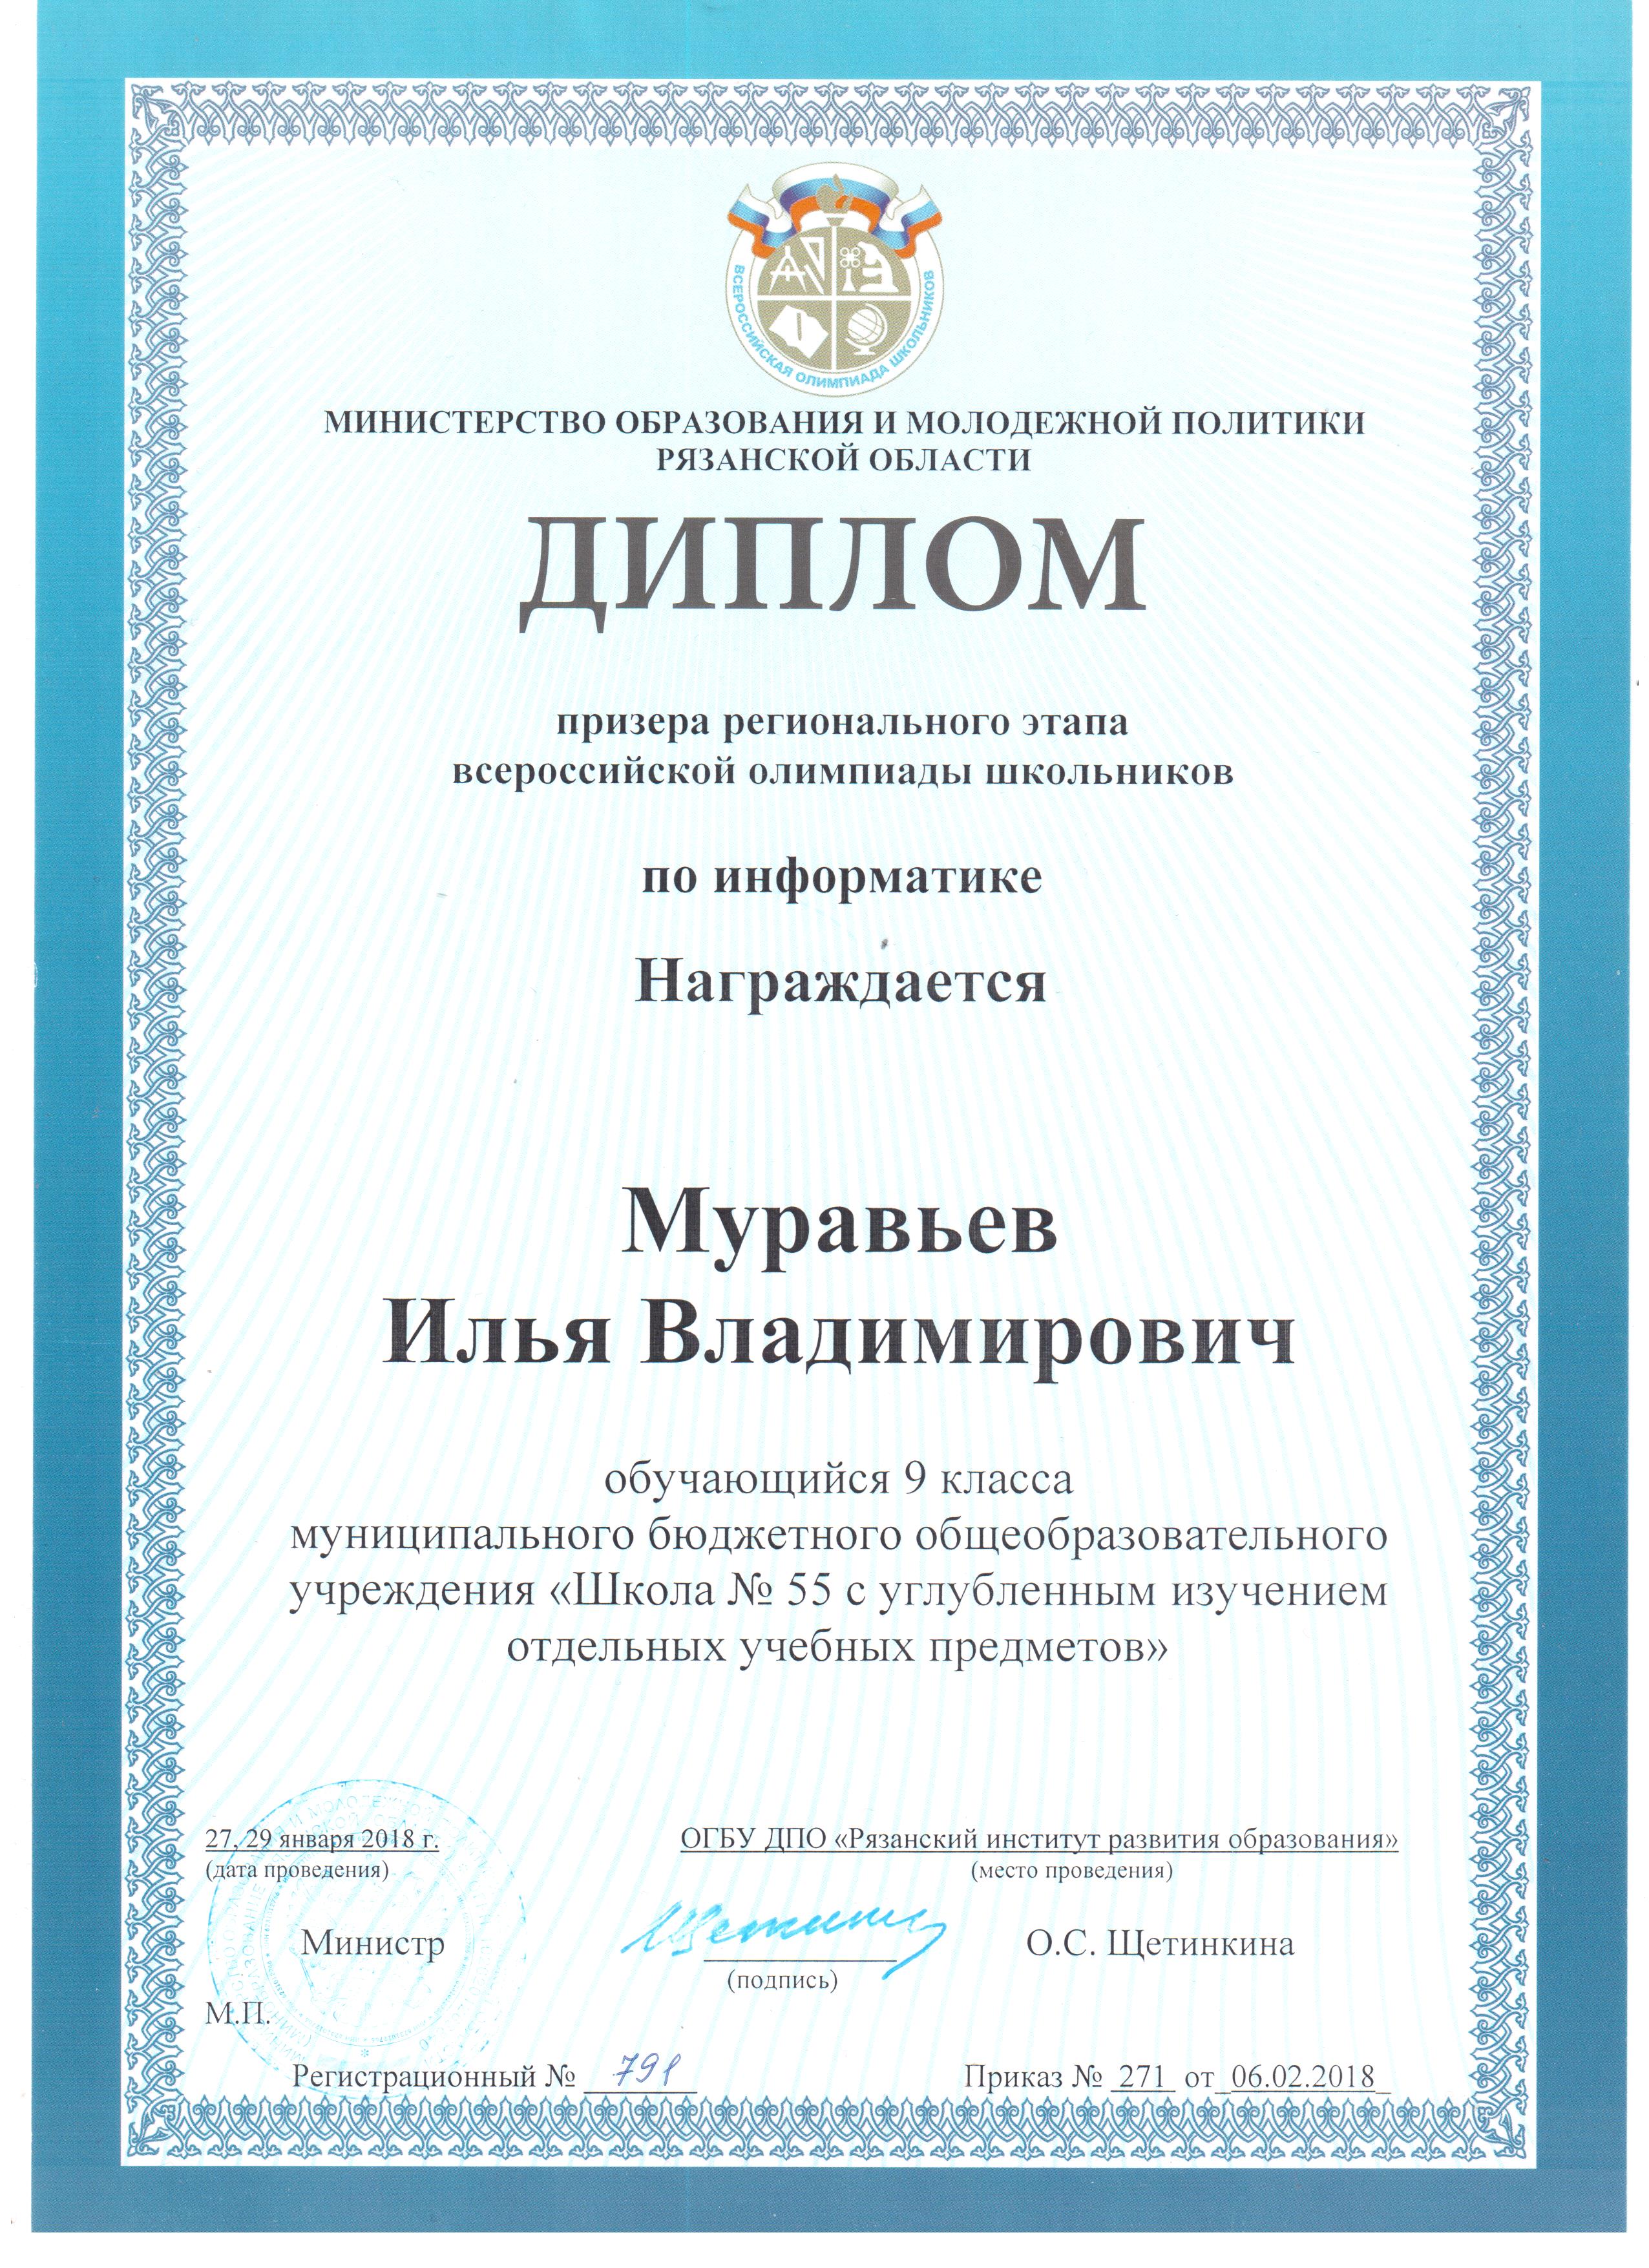 ВСЕРОССИЙСКАЯ ОЛИМПИАДА ШКОЛЬНИКОВ
МИНИСТЕРСТВО ОБРАЗОВАНИЯ И МОЛОДЕЖНОЙ ПОЛИТИКИ
РЯЗАНСКОЙ ОБЛАСТИ
ДИПЛОМ
призера регионального этапа
всероссийской олимпиады школьников
по информатике
Награждается
Муравьев
Илья Владимирович
обучающийся 9 класса
муниципального бюджетного общеобразовательного
учреждения «Школа № 55 с углубленным изучением
отдельных учебных предметов»
27, 29 января 2018 г. ОГБУ ДПО «Рязанский институт развития образования»
(дата проведения) (место проведения)
Министр О.С. Щетинкина
(подпись)
М.П.
Регистрационный № 791 Приказ № 271 от 06.02.2018